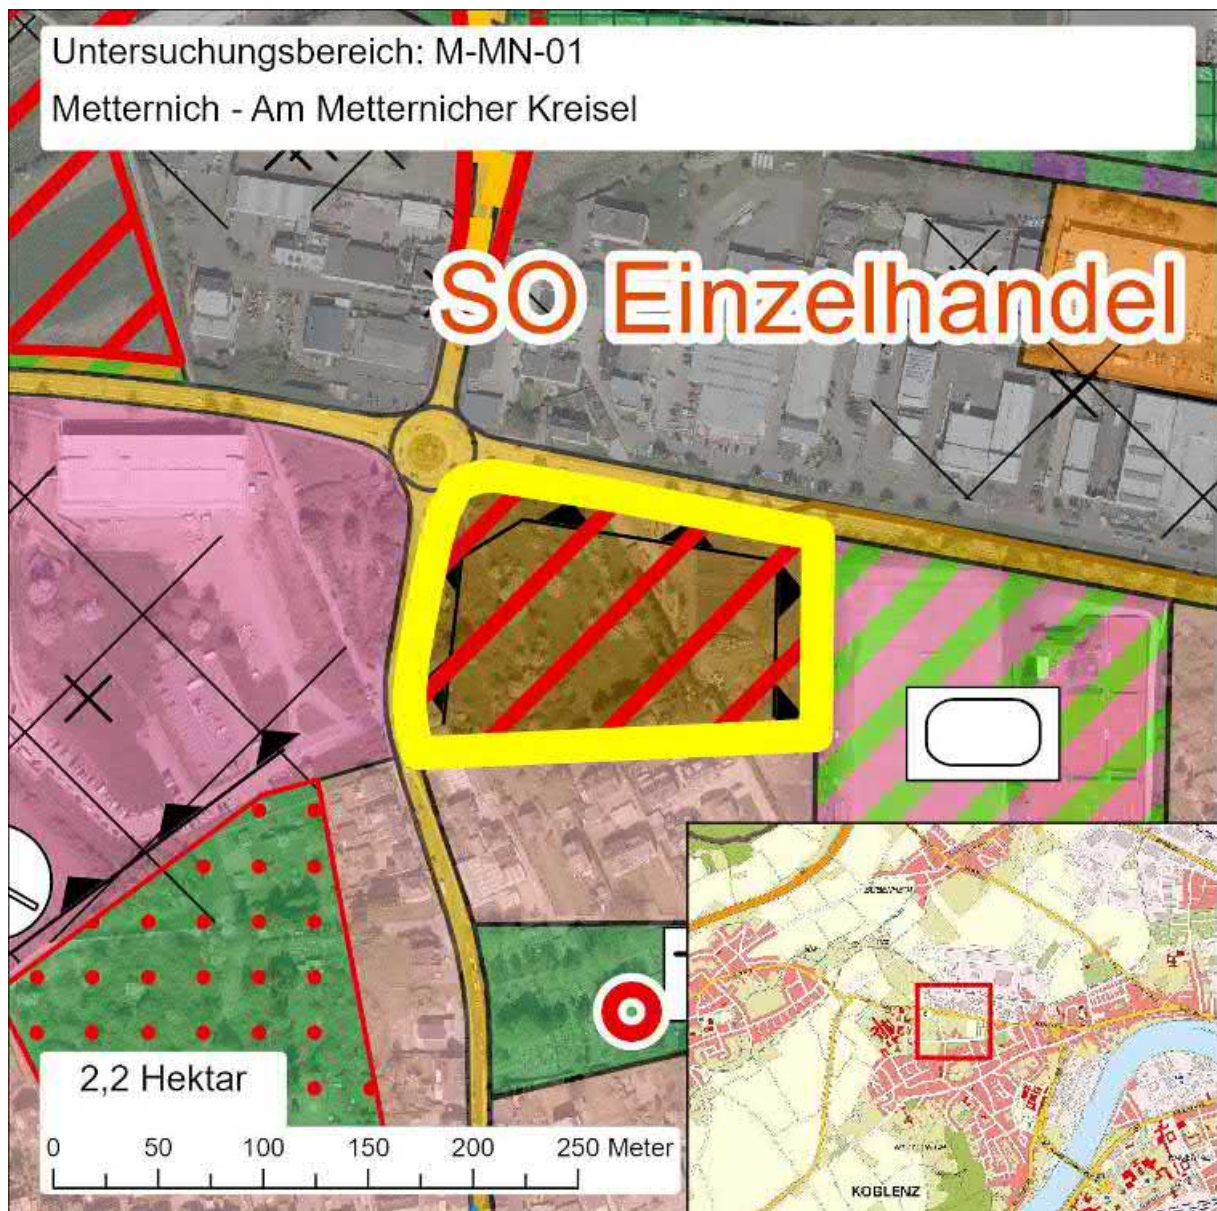 Untersuchungsbereich: M-MN-01
Metternich - Am Metternicher Kreisel
SO Einzelhandel
2,2 Hektar
0 50 100 150 200 250 Meter
KOBLENZ